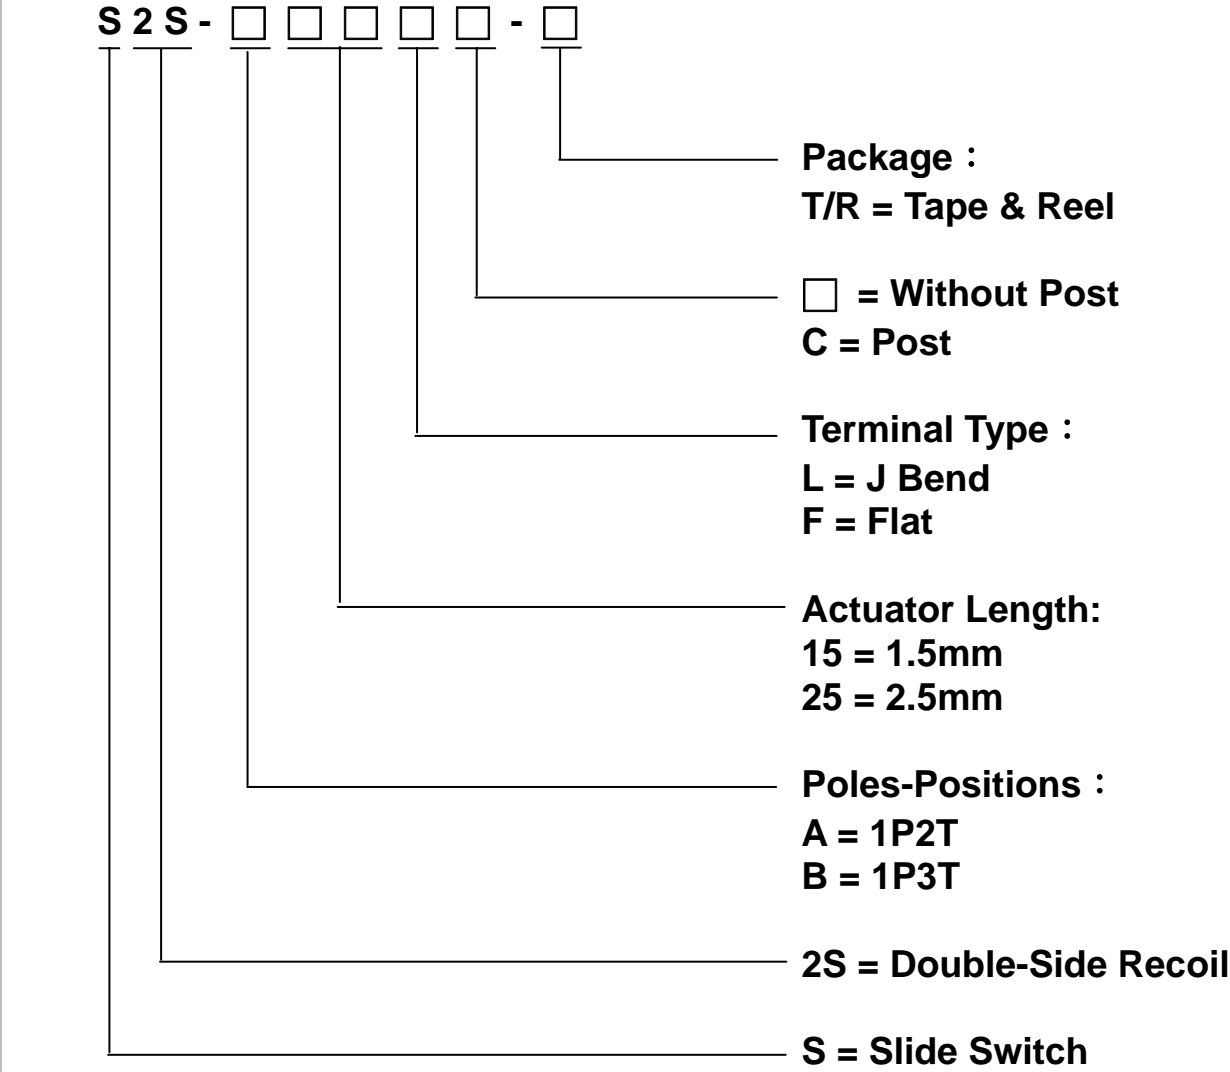 S 2 S - □ □ □ □ □ - □
Package：
T/R = Tape & Reel
□ = Without Post
C = Post
Terminal Type：
L = J Bend
F = Flat
Actuator Length:
15 = 1.5mm
25 = 2.5mm
Poles-Positions：
A = 1P2T
B = 1P3T
2S = Double-Side Recoil
S = Slide Switch